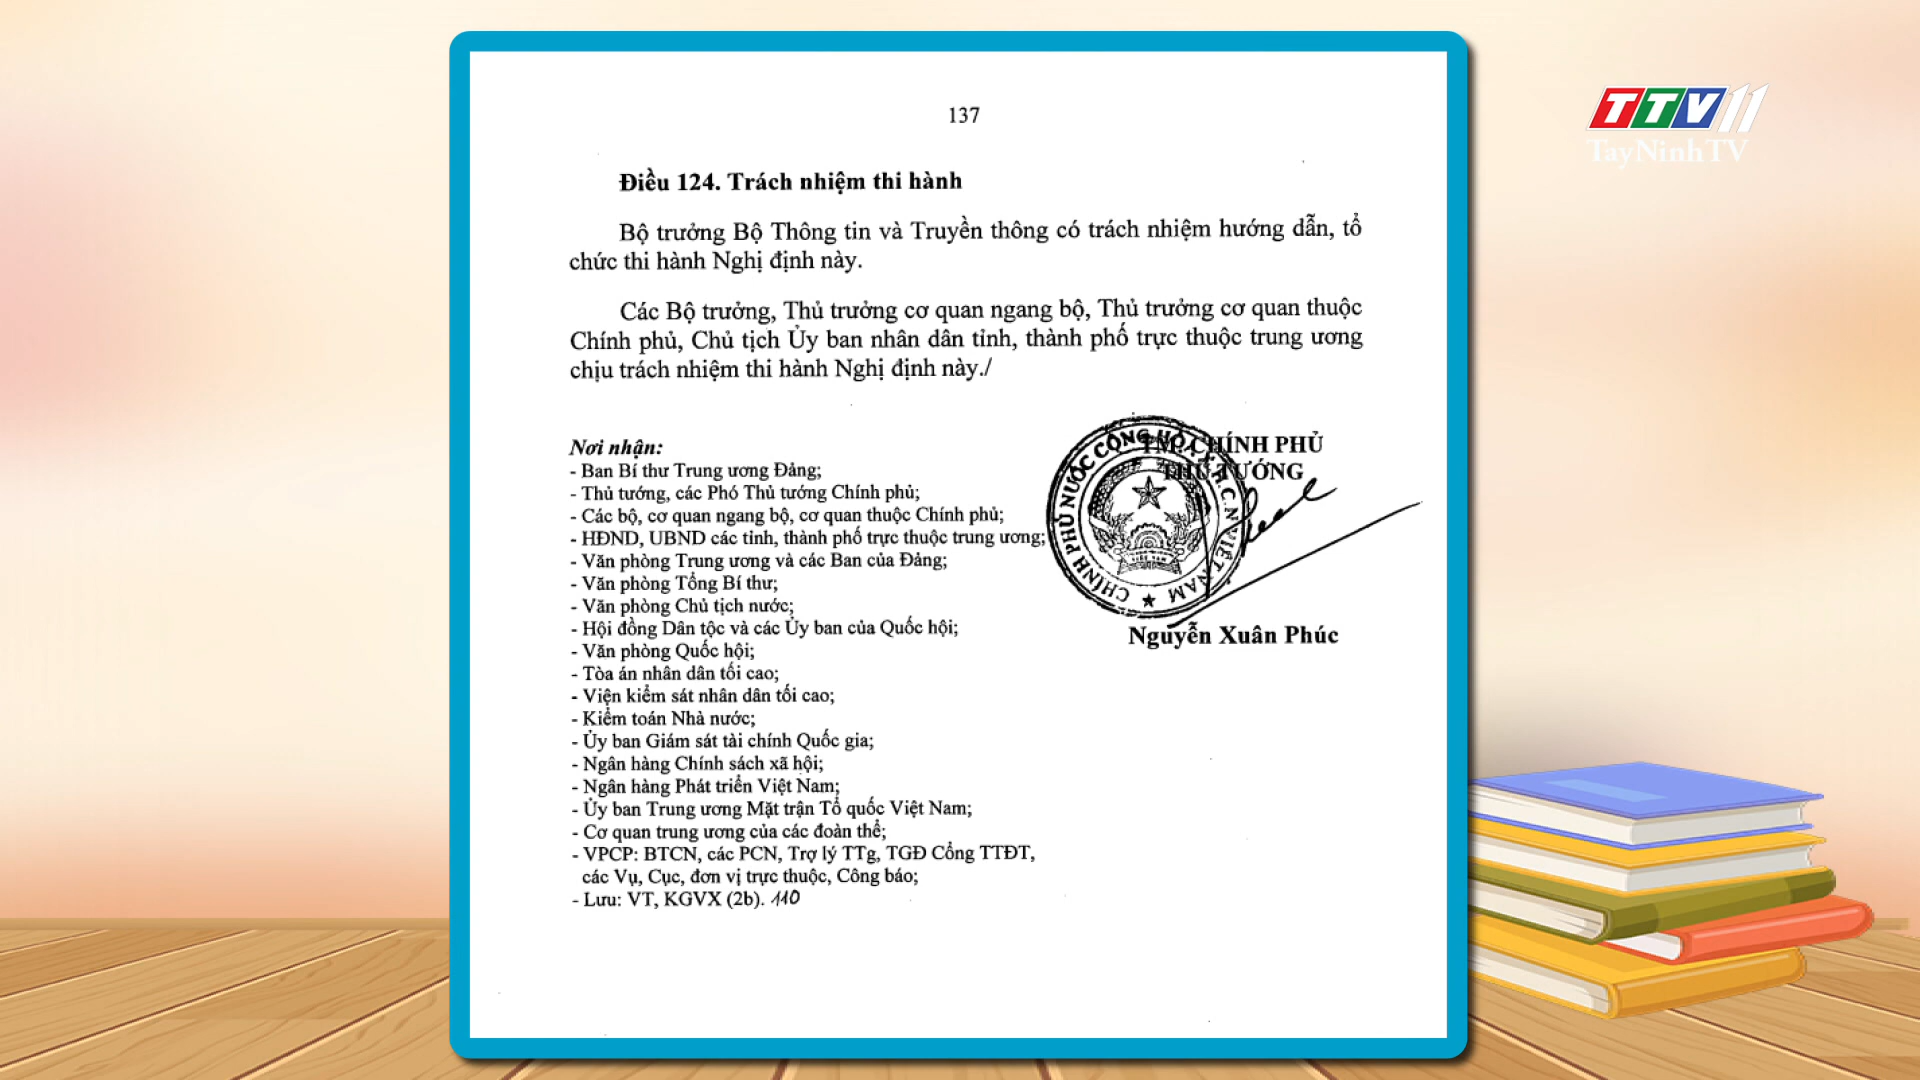 TTV11
TayNinhTV
137
Điều 124. Trách nhiệm thi hành
Bộ trưởng Bộ Thông tin và Truyền thông có trách nhiệm hướng dẫn, tổ
chức thi hành Nghị định này.
Các Bộ trưởng, Thủ trưởng cơ quan ngang bộ, Thủ trưởng cơ quan thuộc
Chính phủ, Chủ tịch Ủy ban nhân dân tỉnh, thành phố trực thuộc trung ương
chịu trách nhiệm thi hành Nghị định này./
Nơi nhận:
- Ban Bí thư Trung ương Đảng;
- Thủ tướng, các Phó Thủ tướng Chính phủ;
- Các bộ, cơ quan ngang bộ, cơ quan thuộc Chính phủ;
- HĐND, UBND các tỉnh, thành phố trực thuộc trung ương;
- Văn phòng Trung ương và các Ban của Đảng;
- Văn phòng Tổng Bí thư;
- Văn phòng Chủ tịch nước;
- Hội đồng Dân tộc và các Ủy ban của Quốc hội;
- Văn phòng Quốc hội;
- Tòa án nhân dân tối cao;
- Viện kiểm sát nhân dân tối cao;
- Kiểm toán Nhà nước;
- Ủy ban Giám sát tài chính Quốc gia;
- Ngân hàng Chính sách xã hội;
- Ngân hàng Phát triển Việt Nam;
- Ủy ban Trung ương Mặt trận Tổ quốc Việt Nam;
- Cơ quan trung ương của các đoàn thể;
- VPCP: BTCN, các PCN, Trợ lý TTg, TGĐ Cổng TTĐT,
các Vụ, Cục, đơn vị trực thuộc, Công báo;
- Lưu: VT, KGVX (2b). 110
TM. CHÍNH PHỦ
THỦ TƯỚNG
CHÍNH PHỦ NƯỚC CỘNG HÒA X.H.C.N VIỆT NAM
Nguyễn Xuân Phúc